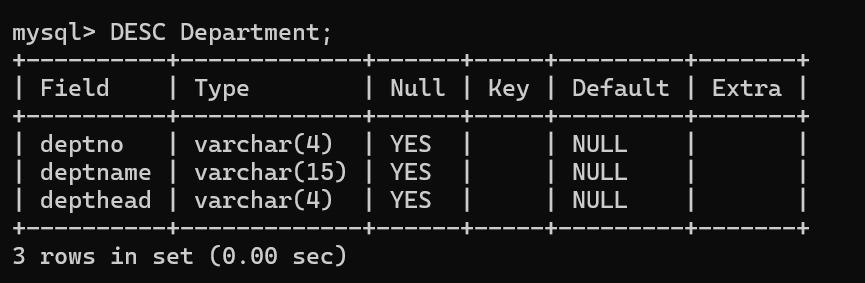 mysql> DESC Department;
+----------+-------------+------+-----+---------+-------+
| Field    | Type        | Null | Key | Default | Extra |
+----------+-------------+------+-----+---------+-------+
| deptno   | varchar(4)  | YES  |     | NULL    |       |
| deptname | varchar(15) | YES  |     | NULL    |       |
| depthead | varchar(4)  | YES  |     | NULL    |       |
+----------+-------------+------+-----+---------+-------+
3 rows in set (0.00 sec)